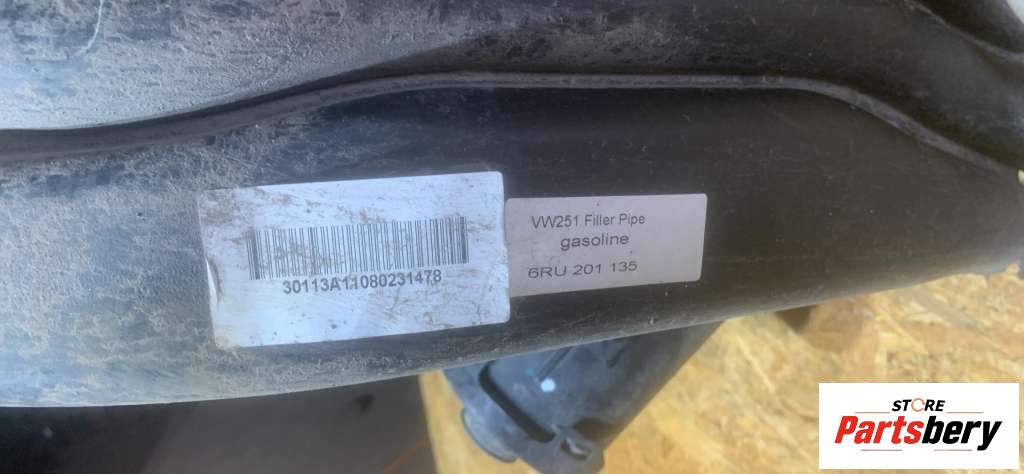 30113A11080231478
VW251 Filler Pipe
gasoline
6RU 201 135
STORE
Partsbery